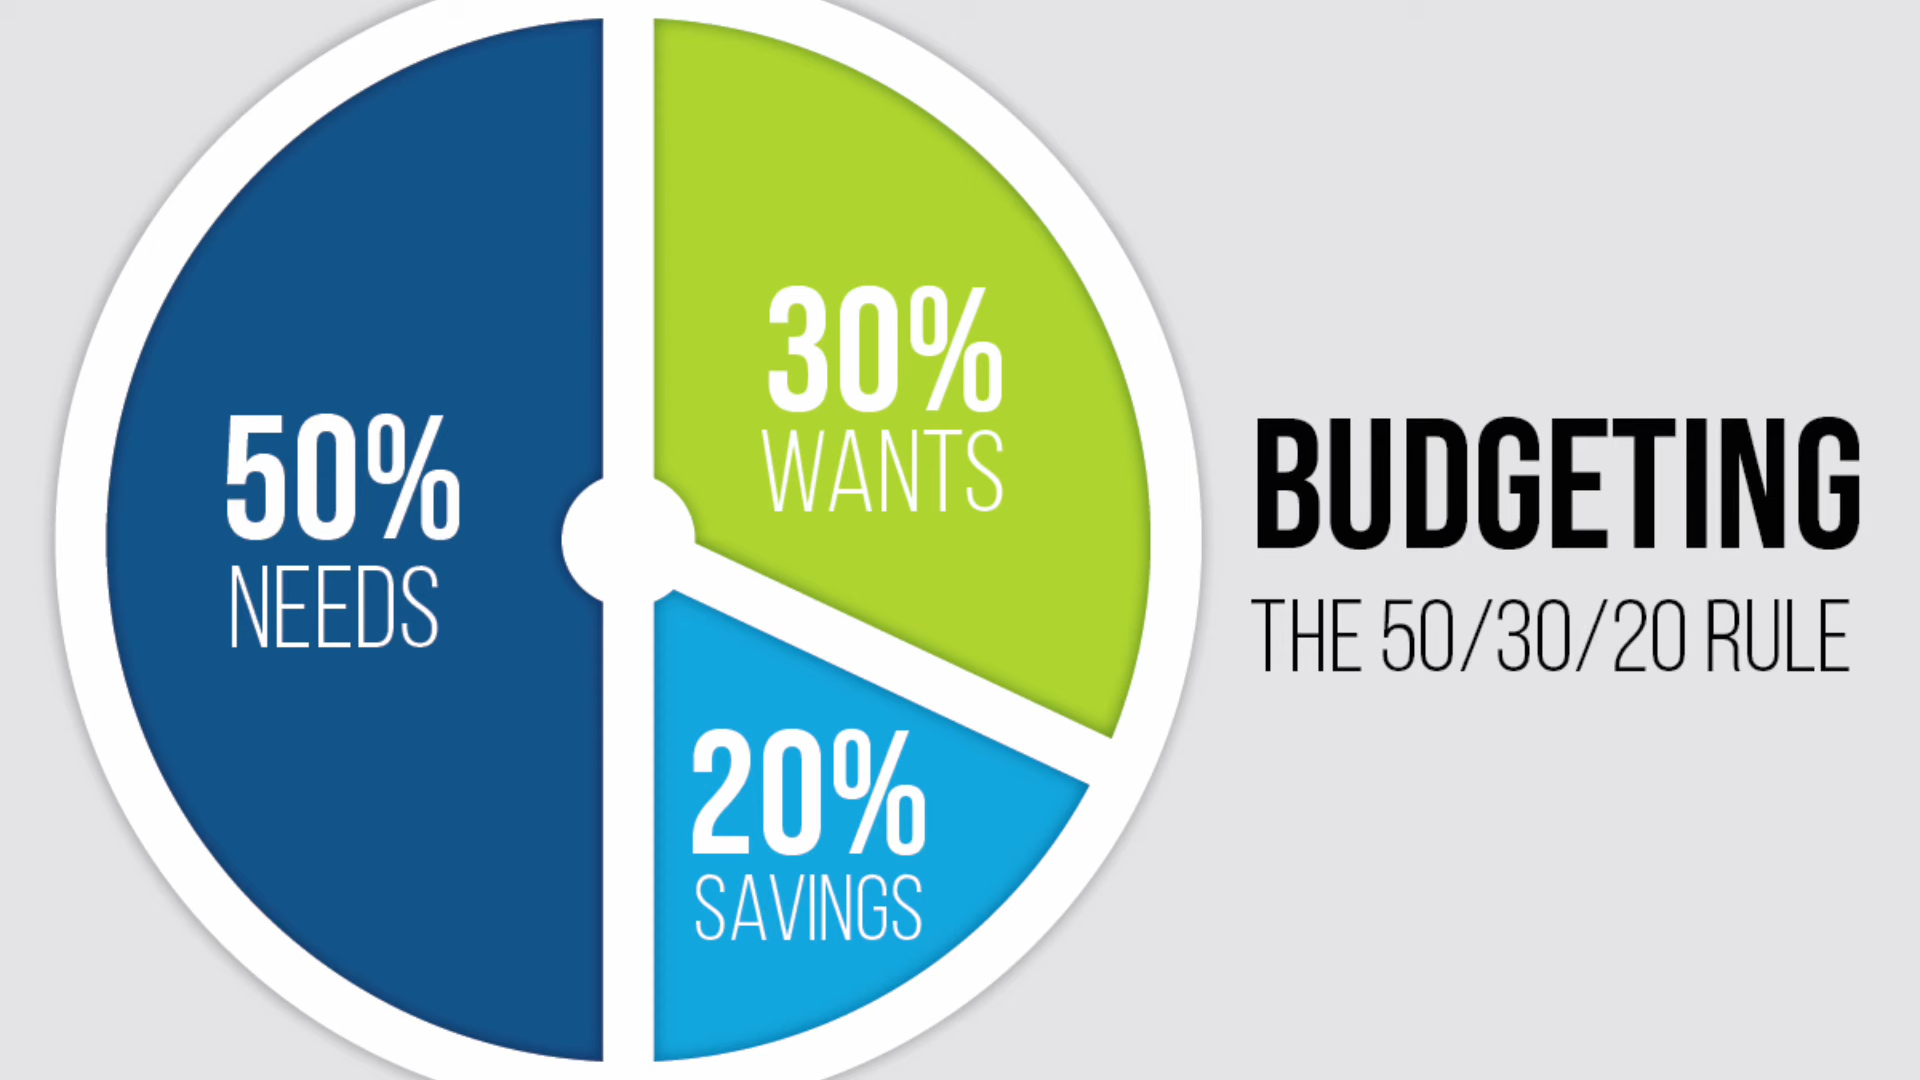 50%
NEEDS
30%
WANTS
20%
SAVINGS
BUDGETING
THE 50/30/20 RULE